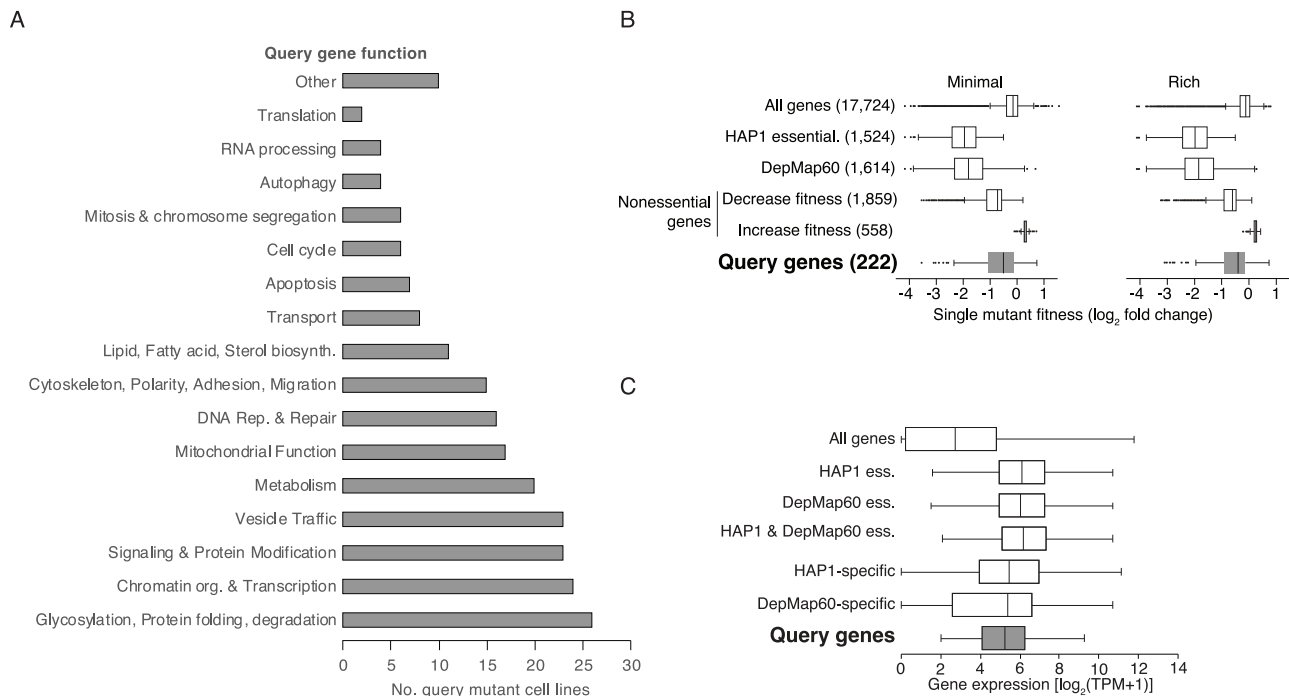 A
Query gene function
Other
Translation
RNA processing
Autophagy
Mitosis & chromosome segregation
Cell cycle
Apoptosis
Transport
Lipid, Fatty acid, Sterol biosynth.
Cytoskeleton, Polarity, Adhesion, Migration
DNA Rep. & Repair
Mitochondrial Function
Metabolism
Vesicle Traffic
Signaling & Protein Modification
Chromatin org. & Transcription
Glycosylation, Protein folding, degradation
0 5 10 15 20 25 30
No. query mutant cell lines
B
Minimal Rich
All genes (17,724)
HAP1 essential. (1,524)
DepMap60 (1,614)
Nonessential genes
Decrease fitness (1,859)
Increase fitness (558)
Query genes (222)
-4 -3 -2 -1 0 1 -4 -3 -2 -1 0 1
Single mutant fitness (log2 fold change)
C
All genes
HAP1 ess.
DepMap60 ess.
HAP1 & DepMap60 ess.
HAP1-specific
DepMap60-specific
Query genes
0 2 4 6 8 10 12 14
Gene expression [log2(TPM+1)]